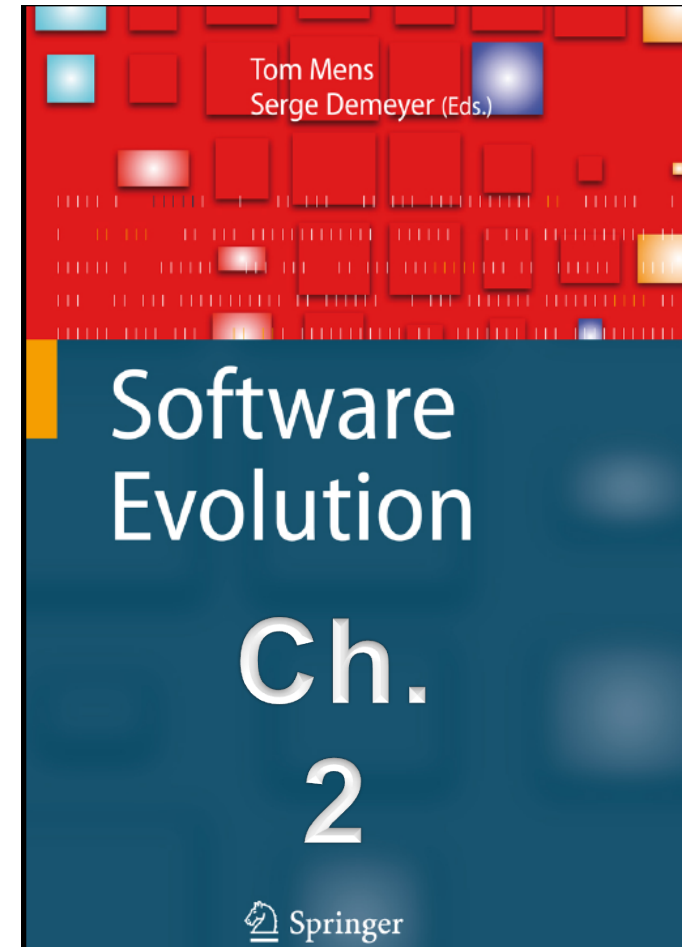 Tom Mens
Serge Demeyer (Eds.)
Software
Evolution
Ch.
2
Springer